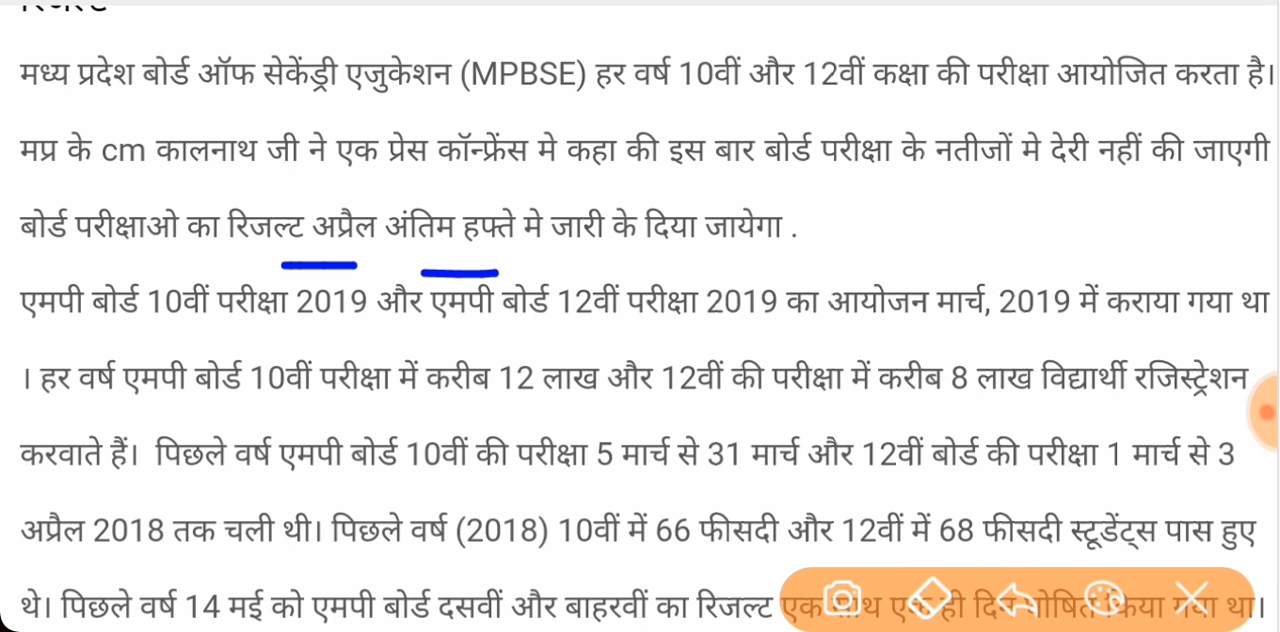 मध्य प्रदेश बोर्ड ऑफ सेकेंड्री एजुकेशन (MPBSE) हर वर्ष 10वीं और 12वीं कक्षा की परीक्षा आयोजित करता है।
मप्र के cm कालनाथ जी ने एक प्रेस कॉन्फ्रेंस मे कहा की इस बार बोर्ड परीक्षा के नतीजों मे देरी नहीं की जाएगी
बोर्ड परीक्षाओ का रिजल्ट अप्रैल अंतिम हफ्ते मे जारी के दिया जायेगा .
एमपी बोर्ड 10वीं परीक्षा 2019 और एमपी बोर्ड 12वीं परीक्षा 2019 का आयोजन मार्च, 2019 में कराया गया था
। हर वर्ष एमपी बोर्ड 10वीं परीक्षा में करीब 12 लाख और 12वीं की परीक्षा में करीब 8 लाख विद्यार्थी रजिस्ट्रेशन
करवाते हैं। पिछले वर्ष एमपी बोर्ड 10वीं की परीक्षा 5 मार्च से 31 मार्च और 12वीं बोर्ड की परीक्षा 1 मार्च से 3
अप्रैल 2018 तक चली थी। पिछले वर्ष (2018) 10वीं में 66 फीसदी और 12वीं में 68 फीसदी स्टूडेंट्स पास हुए
थे। पिछले वर्ष 14 मई को एमपी बोर्ड दसवीं और बाहरवीं का रिजल्ट एक साथ एक ही दिन घोषित किया गया था।